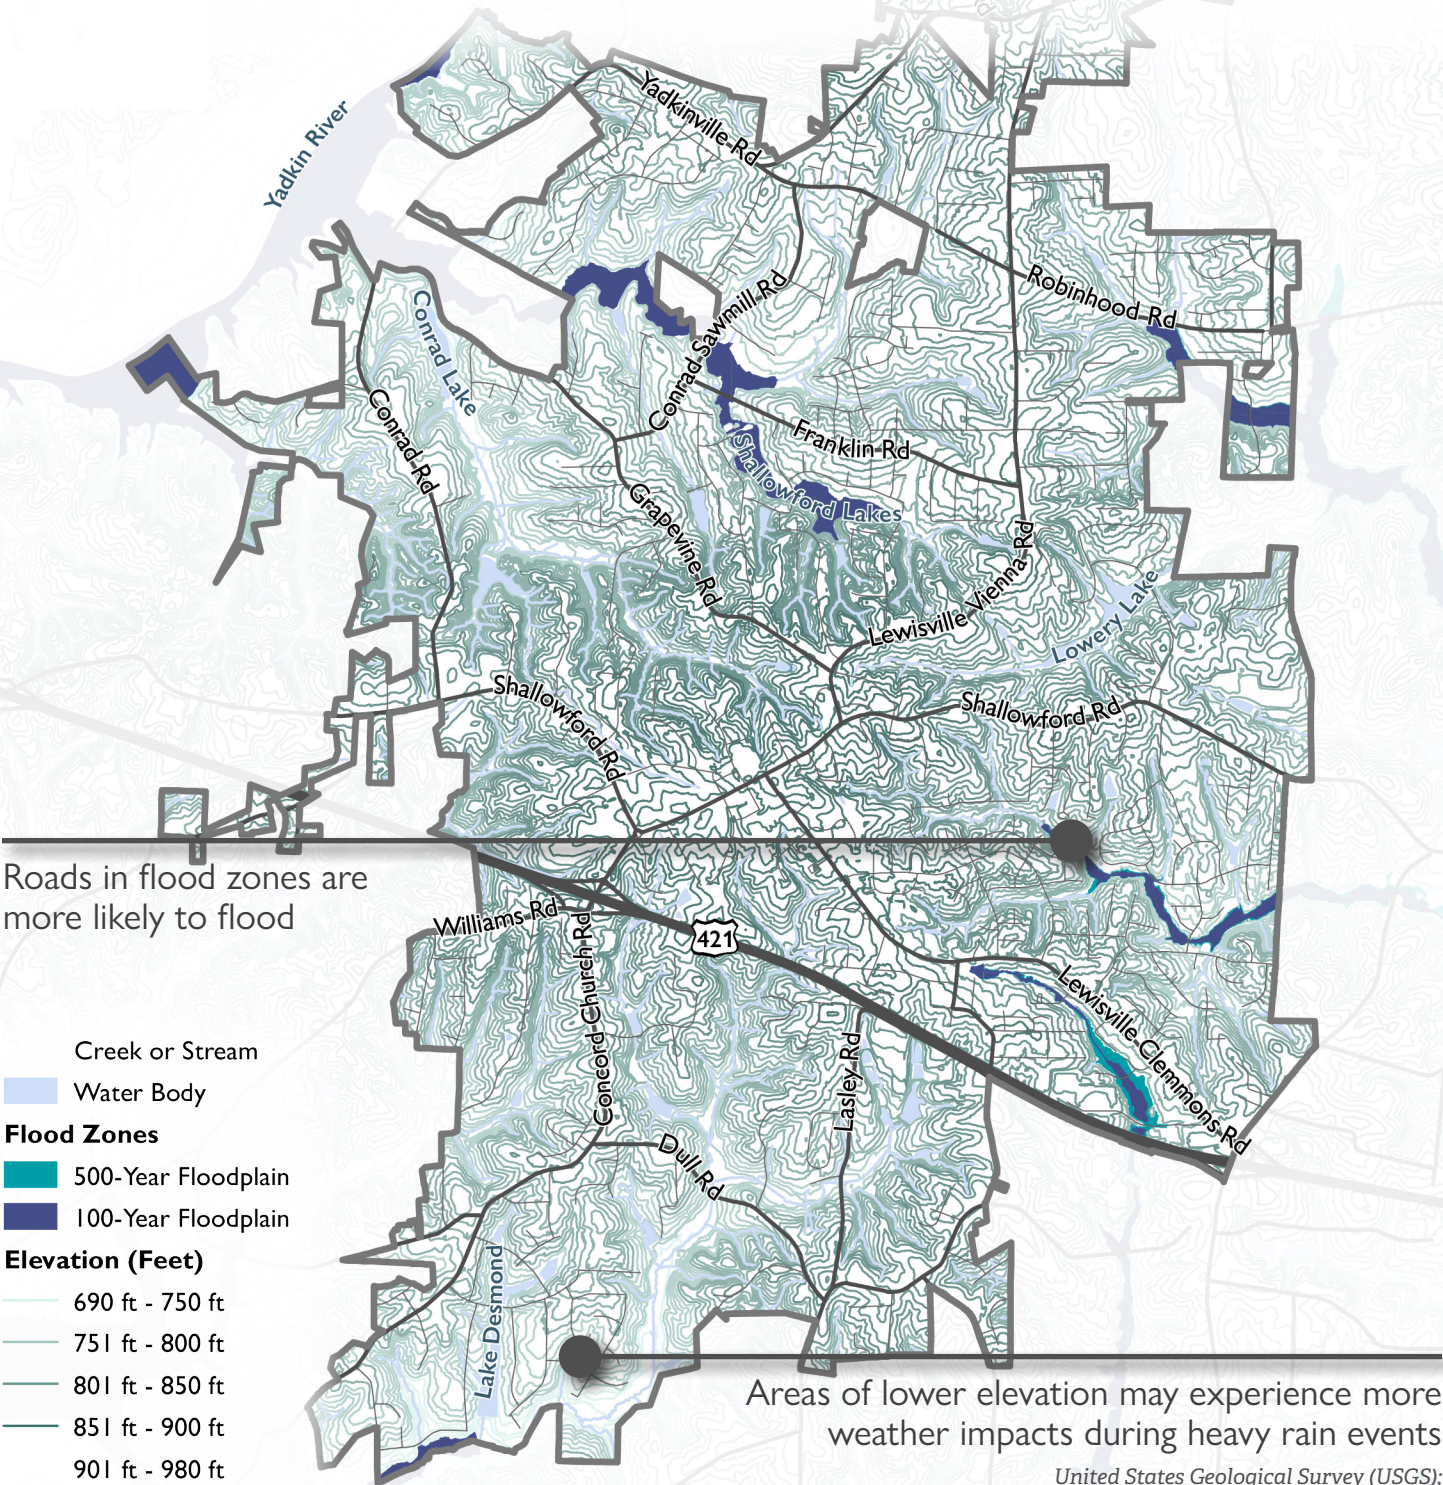 Yadkinville Rd
Yadkin River
Robinhood Rd
Conrad Sawmill Rd
Conrad Lake
Conrad Rd
Franklin Rd
Shallowford Lakes
Grapevine Rd
Lewisville Vienna Rd
Lowery Lake
Shallowford Rd
Shallowford Rd
Roads in flood zones are
more likely to flood
Williams Rd
421
Concord Church Rd
Lewisville Clemmons Rd
Lasley Rd
Dull Rd
Lake Desmond
Creek or Stream
Water Body
Flood Zones
500-Year Floodplain
100-Year Floodplain
Elevation (Feet)
690 ft - 750 ft
751 ft - 800 ft
801 ft - 850 ft
851 ft - 900 ft
901 ft - 980 ft
Areas of lower elevation may experience more
weather impacts during heavy rain events
United States Geological Survey (USGS);